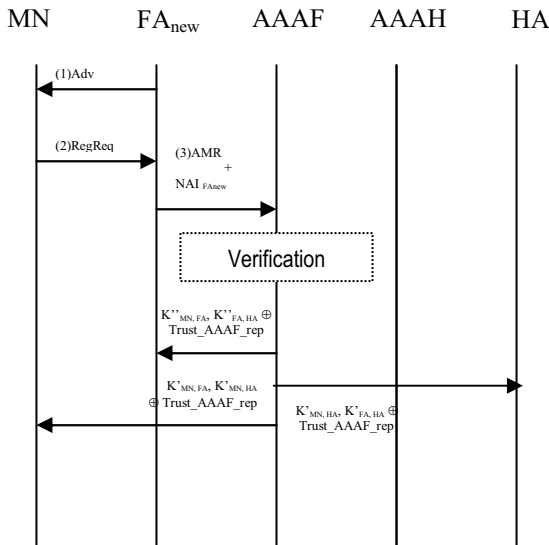 MN FAnew AAAF AAAH HA
(1)Adv
(2)RegReq
(3)AMR
+
NAI FAnew
Verification
K''MN, FA, K''FA, HA ⊕
Trust_AAAF_rep
K'MN, FA, K'MN, HA
⊕ Trust_AAAF_rep
K'MN, HA, K'FA, HA ⊕
Trust_AAAF_rep